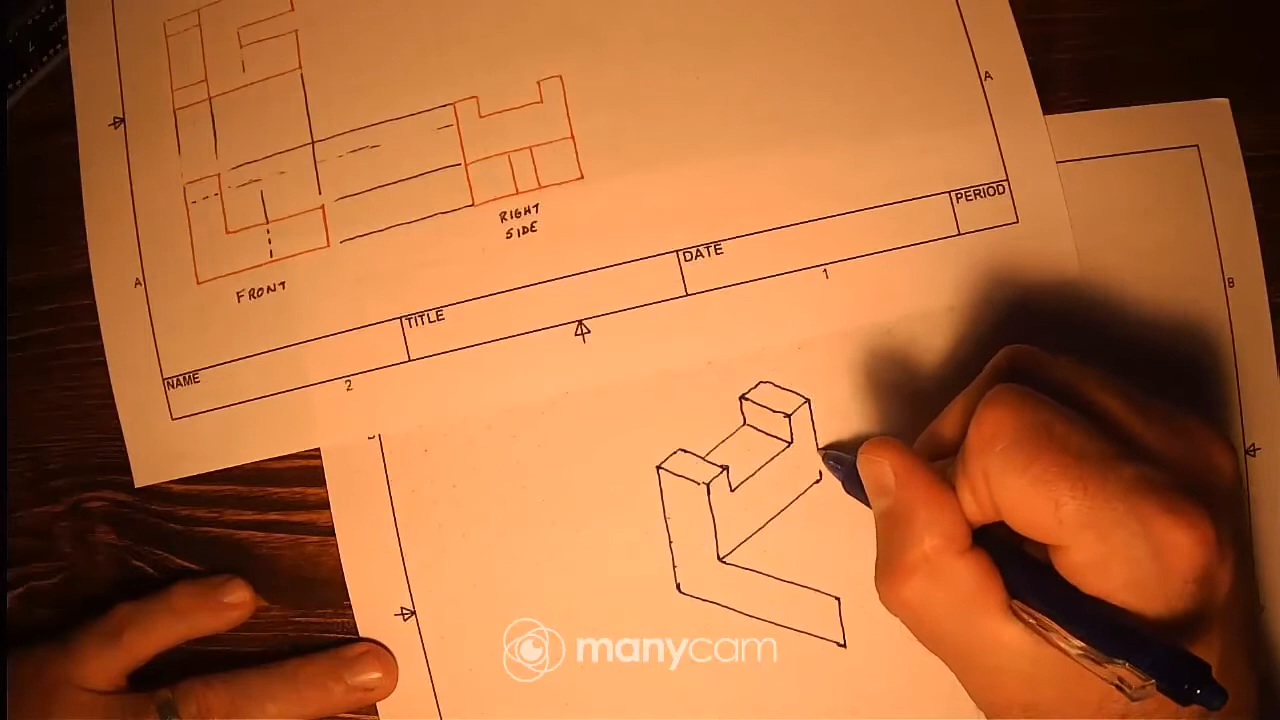 A
A
RIGHT
SIDE
FRONT
PERIOD
DATE
TITLE
NAME
1
2
B
manycam